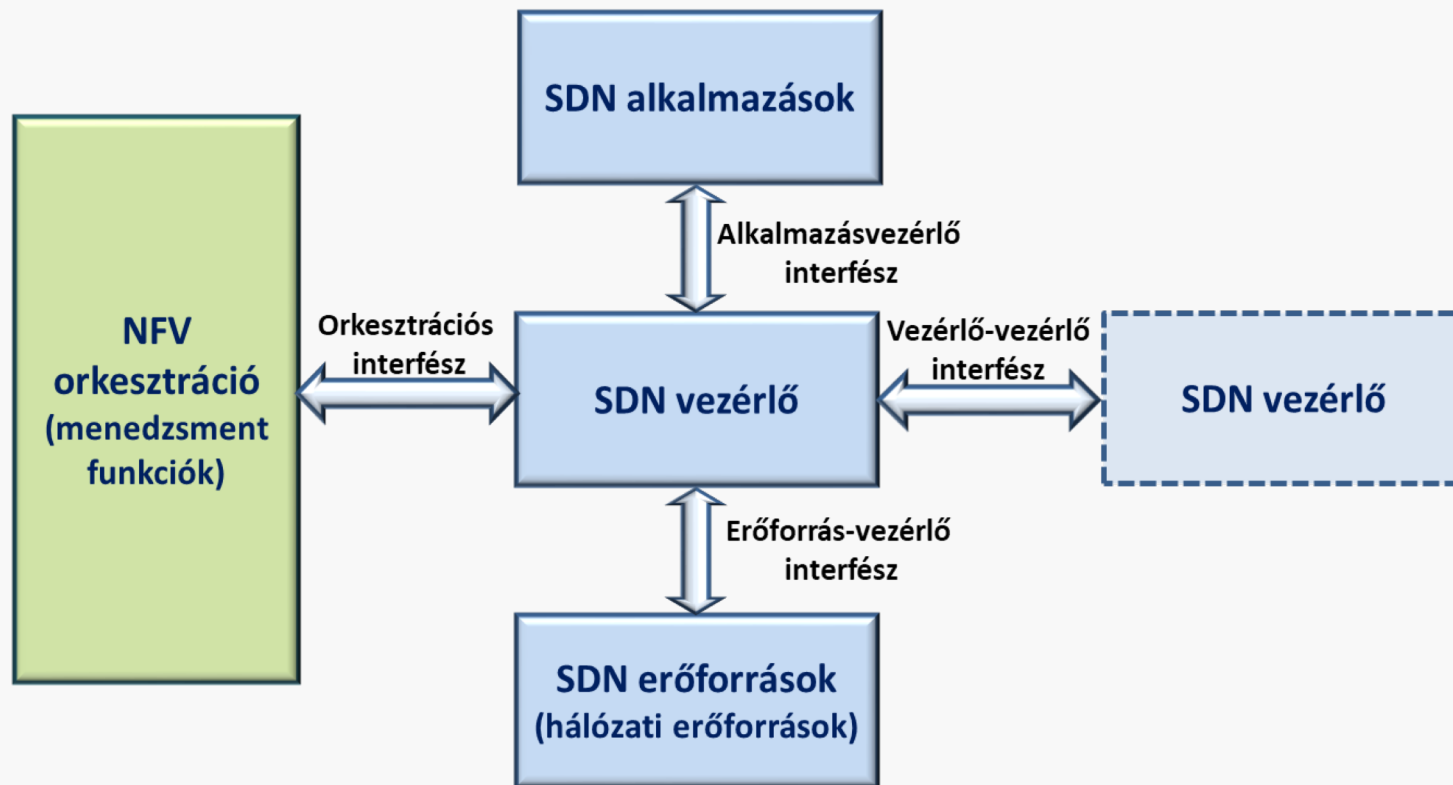 SDN alkalmazások
Alkalmazásvezérlő
interfész
NFV
orkesztráció
(menedzsment
funkciók)
Orkesztrációs
interfész
SDN vezérlő
Vezérlő-vezérlő
interfész
SDN vezérlő
Erőforrás-vezérlő
interfész
SDN erőforrások
(hálózati erőforrások)